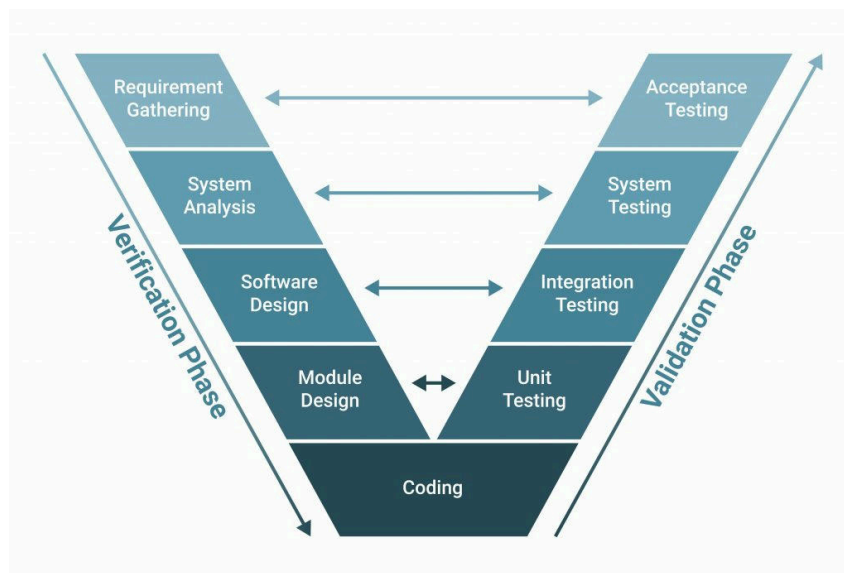 Requirement
Gathering
Acceptance
Testing
System
Analysis
System
Testing
Verification Phase
Validation Phase
Software
Design
Integration
Testing
Module
Design
Unit
Testing
Coding